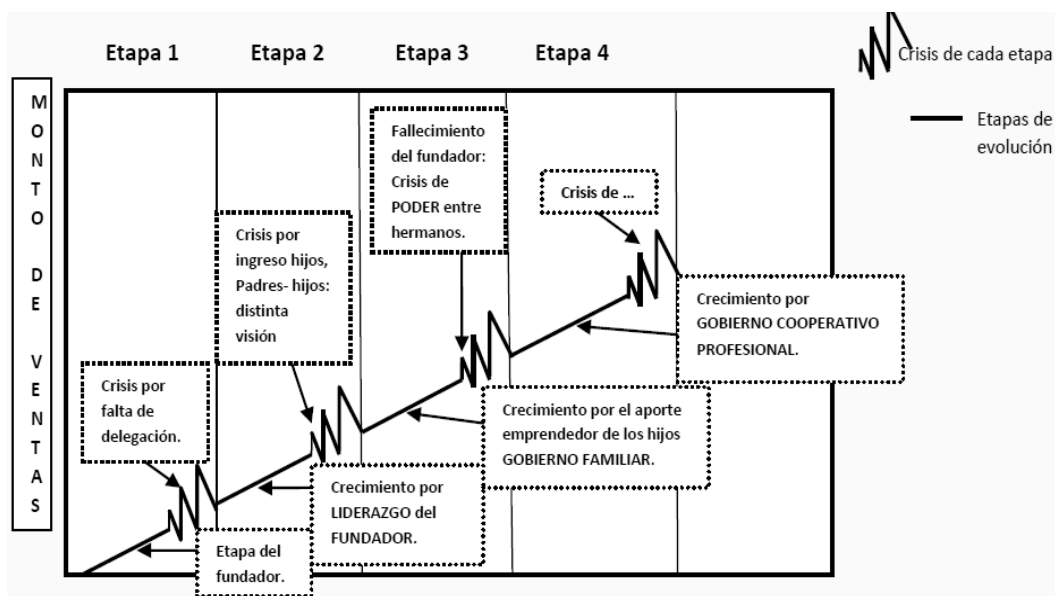 Etapa 1
Etapa 2
Etapa 3
Etapa 4
Crisis de cada etapa
Etapas de
evolución
MONTO DE VENTAS
Fallecimiento
del fundador:
Crisis de
PODER entre
hermanos.
Crisis de ...
Crisis por
ingreso hijos,
Padres- hijos:
distinta
visión
Crecimiento por
GOBIERNO COOPERATIVO
PROFESIONAL.
Crisis por
falta de
delegación.
Crecimiento por el aporte
emprendedor de los hijos
GOBIERNO FAMILIAR.
Crecimiento por
LIDERAZGO del
FUNDADOR.
Etapa del
fundador.